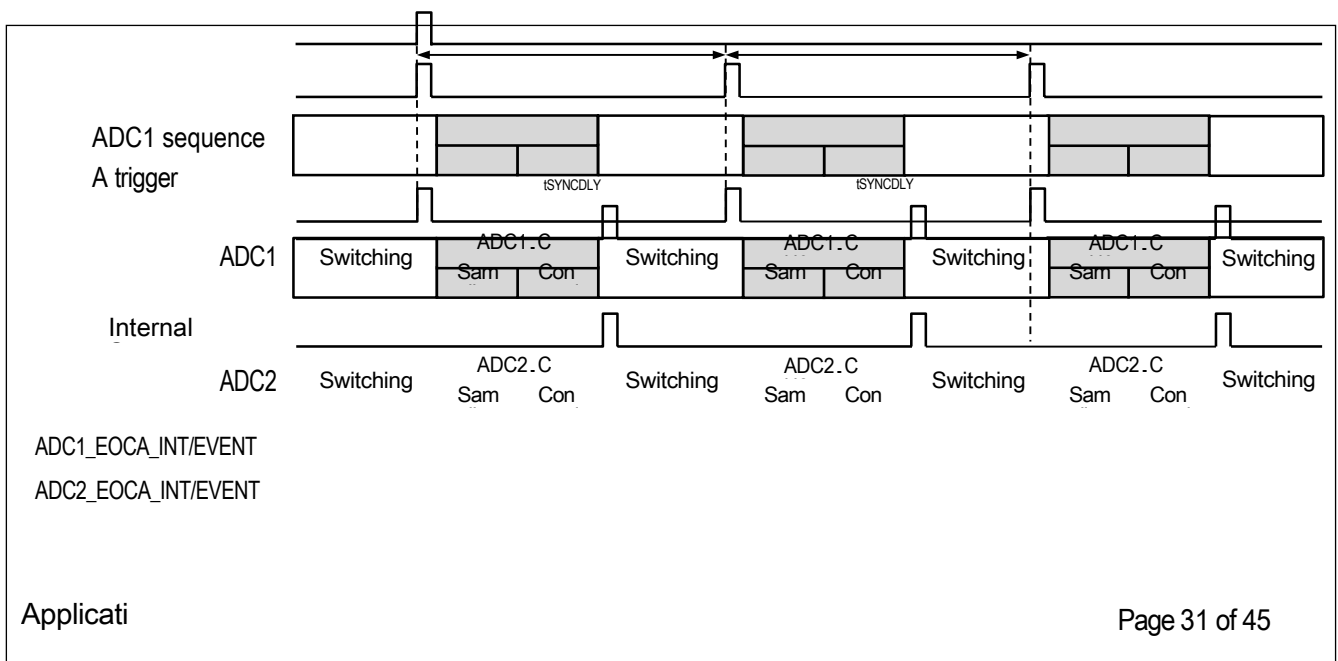 ADC1 sequence
A trigger
tSYNCDLY tSYNCDLY
ADC1 Switching ADC1.C Switching ADC1.C Switching ADC1.C Switching
Sam Con Sam Con Sam Con
Internal
ADC2 Switching ADC2.C Switching ADC2.C Switching ADC2.C Switching
Sam Con Sam Con Sam Con
ADC1_EOCA_INT/EVENT
ADC2_EOCA_INT/EVENT
Applicati
Page 31 of 45